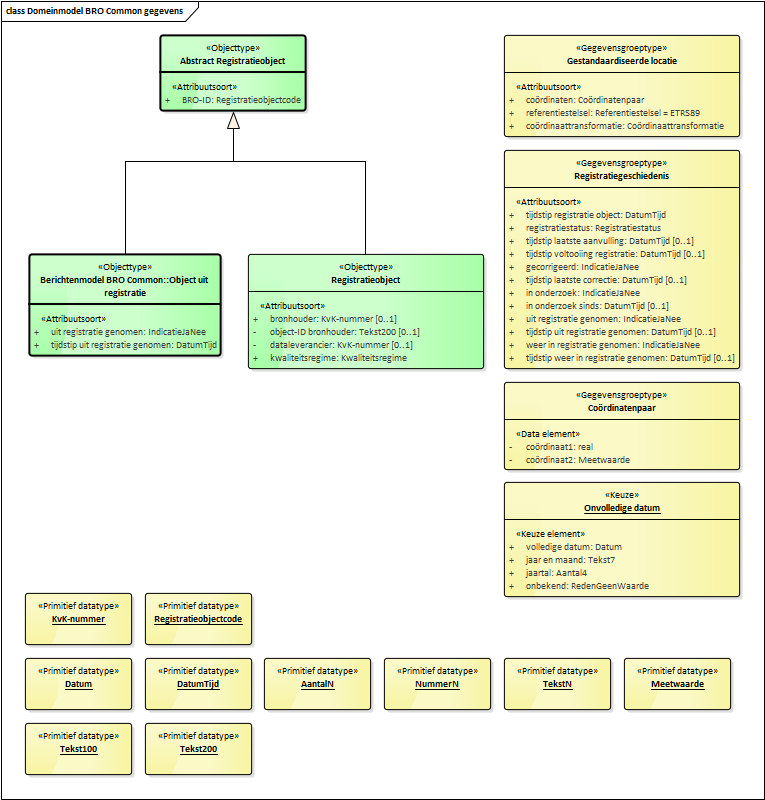 class Domeinmodel BRO Common gegevens
«Objecttype»
Abstract Registratieobject
«Attribuutsoort»
+ BRO-ID: Registratieobjectcode
«Objecttype»
Berichtenmodel BRO Common::Object uit
registratie
«Attribuutsoort»
+ uit registratie genomen: IndicatieJaNee
+ tijdstip uit registratie genomen: DatumTijd
«Objecttype»
Registratieobject
«Attribuutsoort»
+ bronhouder: KvK-nummer [0..1]
- object-ID bronhouder: Tekst200 [0..1]
- dataleverancier: KvK-nummer [0..1]
+ kwaliteitsregime: Kwaliteitsregime
«Gegevensgroeptype»
Gestandaardiseerde locatie
«Attribuutsoort»
+ coördinaten: Coördinatenpaar
+ referentiestelsel: Referentiestelsel = ETRS89
+ coördinaattransformatie: Coördinaattransformatie
«Gegevensgroeptype»
Registratiegeschiedenis
«Attribuutsoort»
+ tijdstip registratie object: DatumTijd
+ registratiestatus: Registratiestatus
+ tijdstip laatste aanvulling: DatumTijd [0..1]
+ tijdstip voltooiing registratie: DatumTijd [0..1]
+ gecorrigeerd: IndicatieJaNee
+ tijdstip laatste correctie: DatumTijd [0..1]
+ in onderzoek: IndicatieJaNee
+ in onderzoek sinds: DatumTijd [0..1]
+ uit registratie genomen: IndicatieJaNee
+ tijdstip uit registratie genomen: DatumTijd [0..1]
+ weer in registratie genomen: IndicatieJaNee
+ tijdstip weer in registratie genomen: DatumTijd [0..1]
«Gegevensgroeptype»
Coördinatenpaar
«Data element»
- coördinaat1: real
- coördinaat2: Meetwaarde
«Keuze»
Onvolledige datum
«Keuze element»
+ volledige datum: Datum
+ jaar en maand: Tekst7
+ jaartal: Aantal4
+ onbekend: RedenGeenWaarde
«Primitief datatype»
KvK-nummer
«Primitief datatype»
Registratieobjectcode
«Primitief datatype»
Datum
«Primitief datatype»
DatumTijd
«Primitief datatype»
AantalN
«Primitief datatype»
NummerN
«Primitief datatype»
TekstN
«Primitief datatype»
Meetwaarde
«Primitief datatype»
Tekst100
«Primitief datatype»
Tekst200